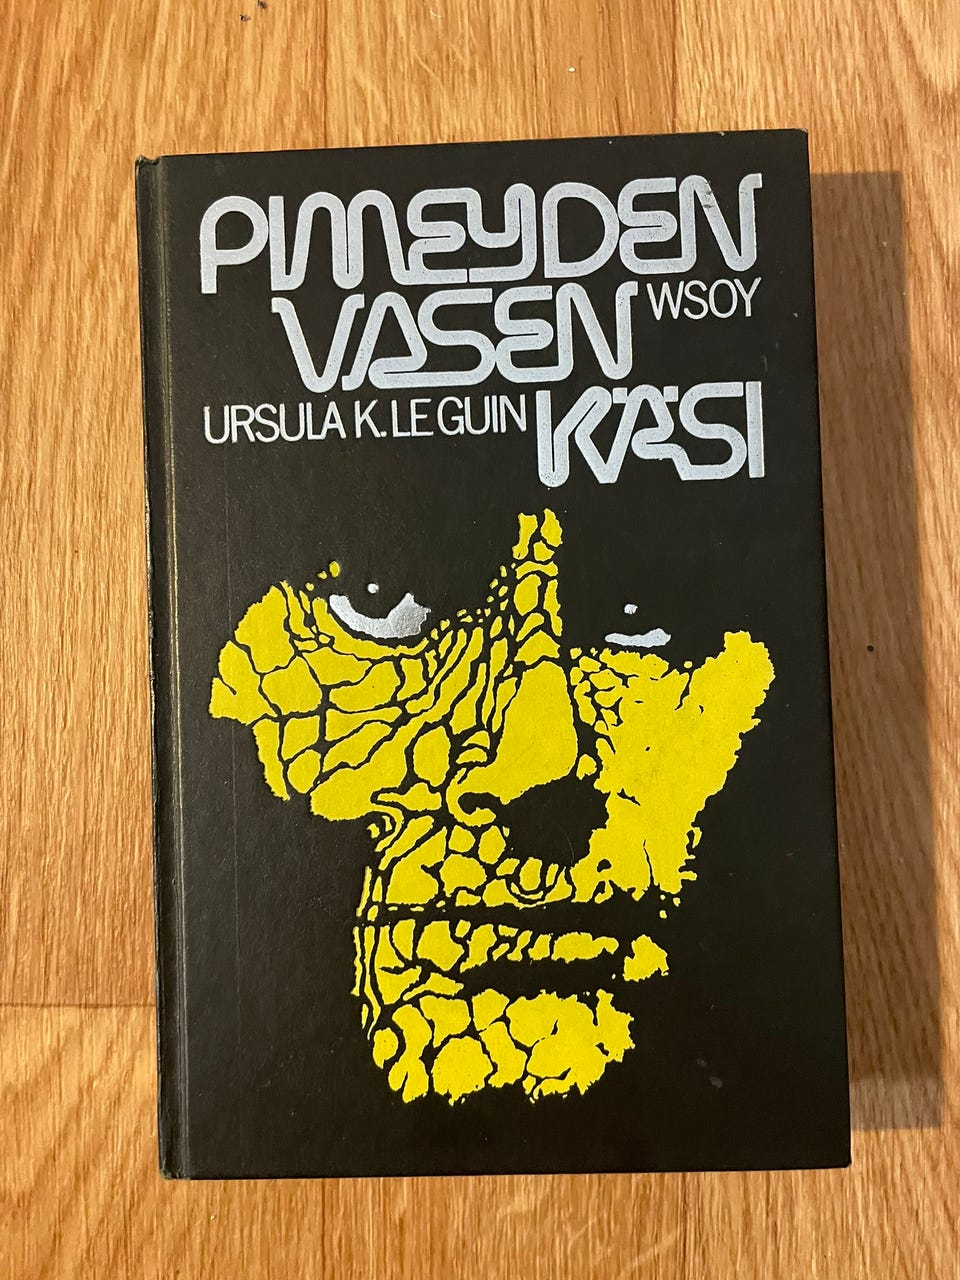 PIMEYDEN
VASEN WSOY
URSULA K. LE GUIN KÄSI